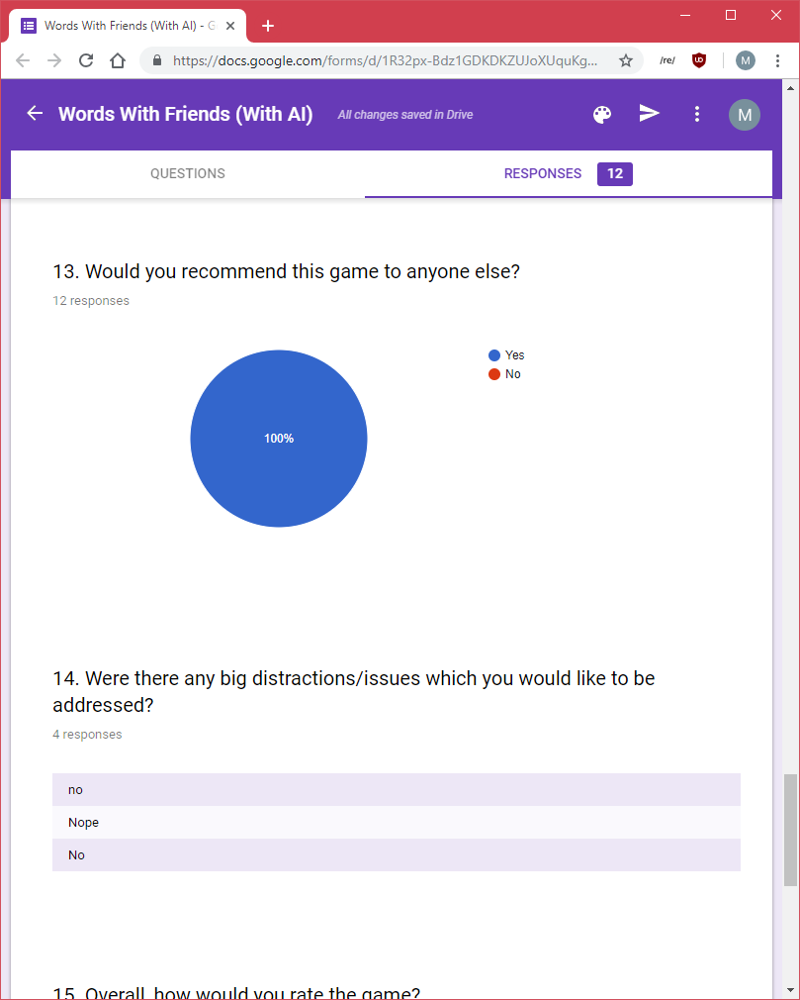 Words With Friends (With AI) - G
https://docs.google.com/forms/d/1R32px-Bdz1GDKDKZUJoXUquKg...
/re/
UO
M
Words With Friends (With AI)
All changes saved in Drive
M
QUESTIONS
RESPONSES 12
13. Would you recommend this game to anyone else?
12 responses
100%
Yes
No
14. Were there any big distractions/issues which you would like to be
addressed?
4 responses
no
Nope
No
15. Overall, how would you rate the game?